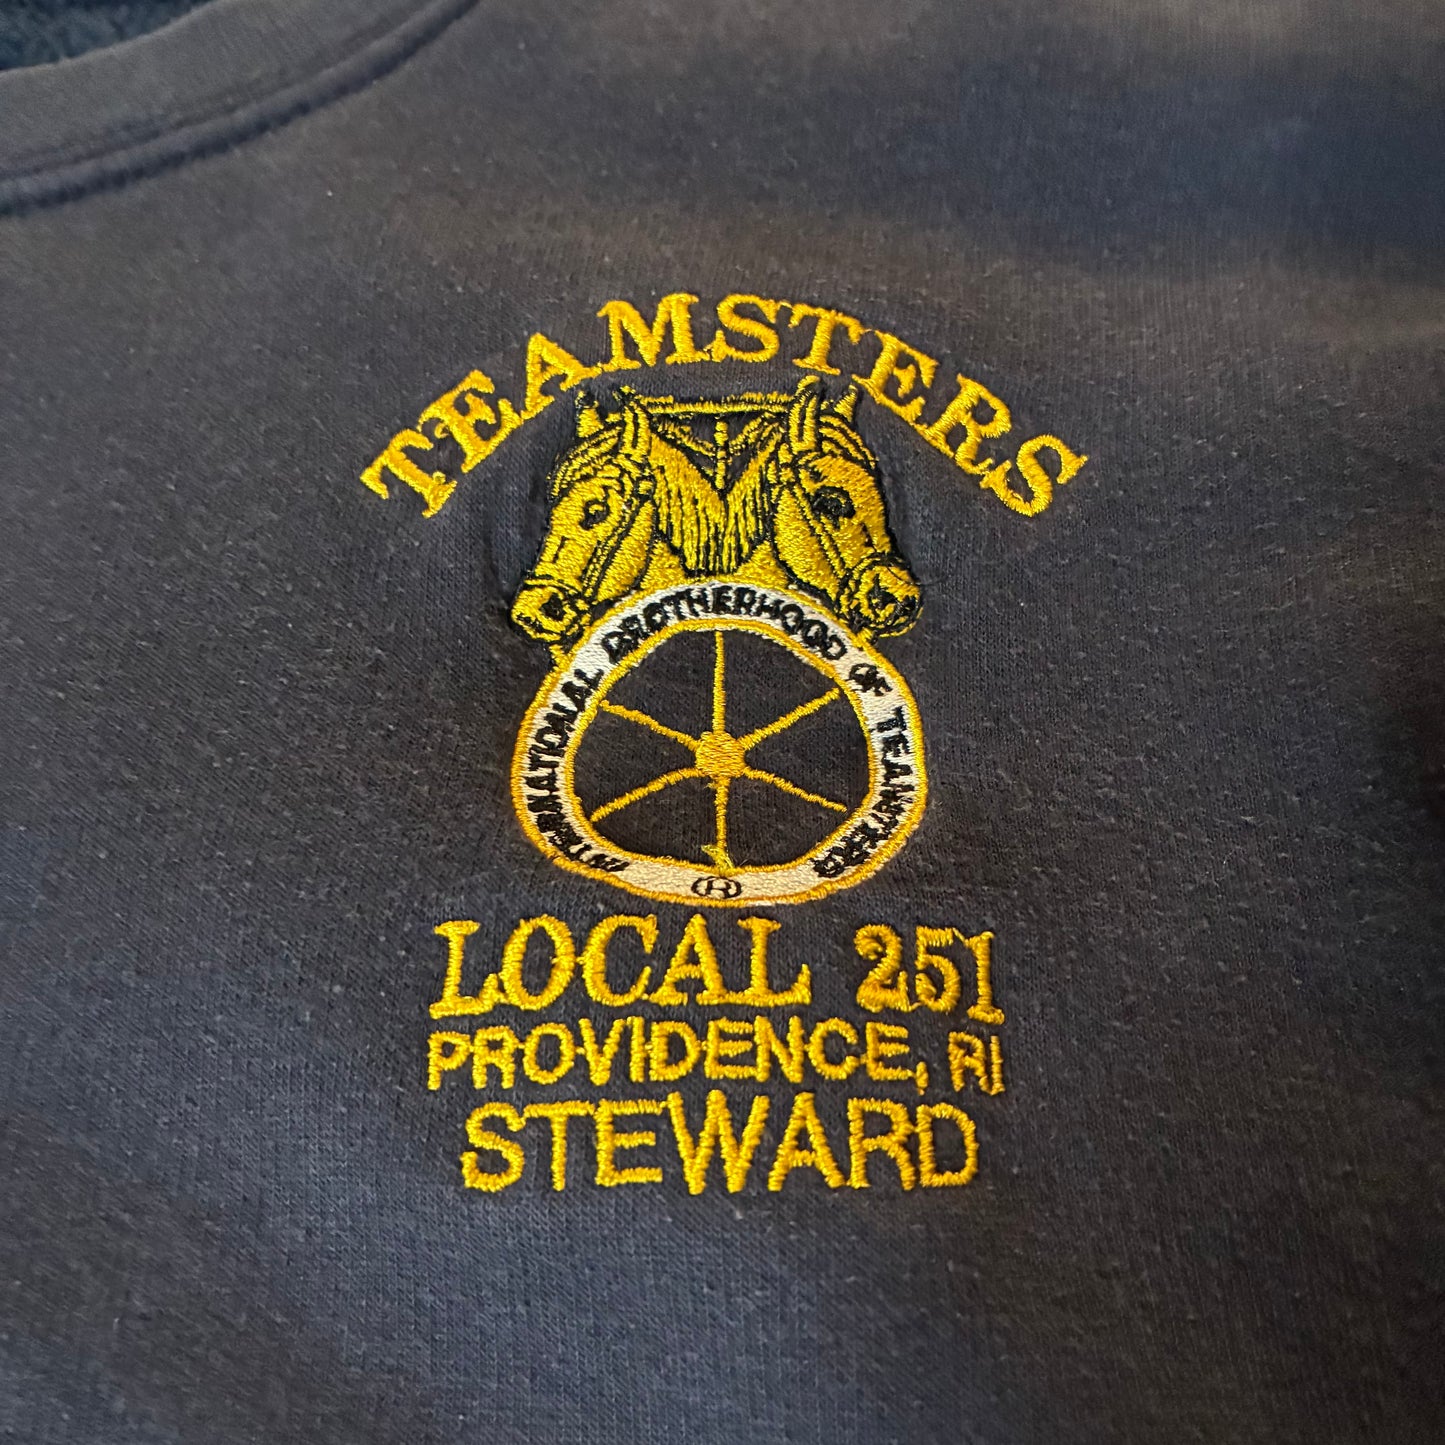 TEAMSTERS
INTERNATIONAL BROTHERHOOD OF TEAMSTERS
®
LOCAL 251
PROVIDENCE, RI
STEWARD